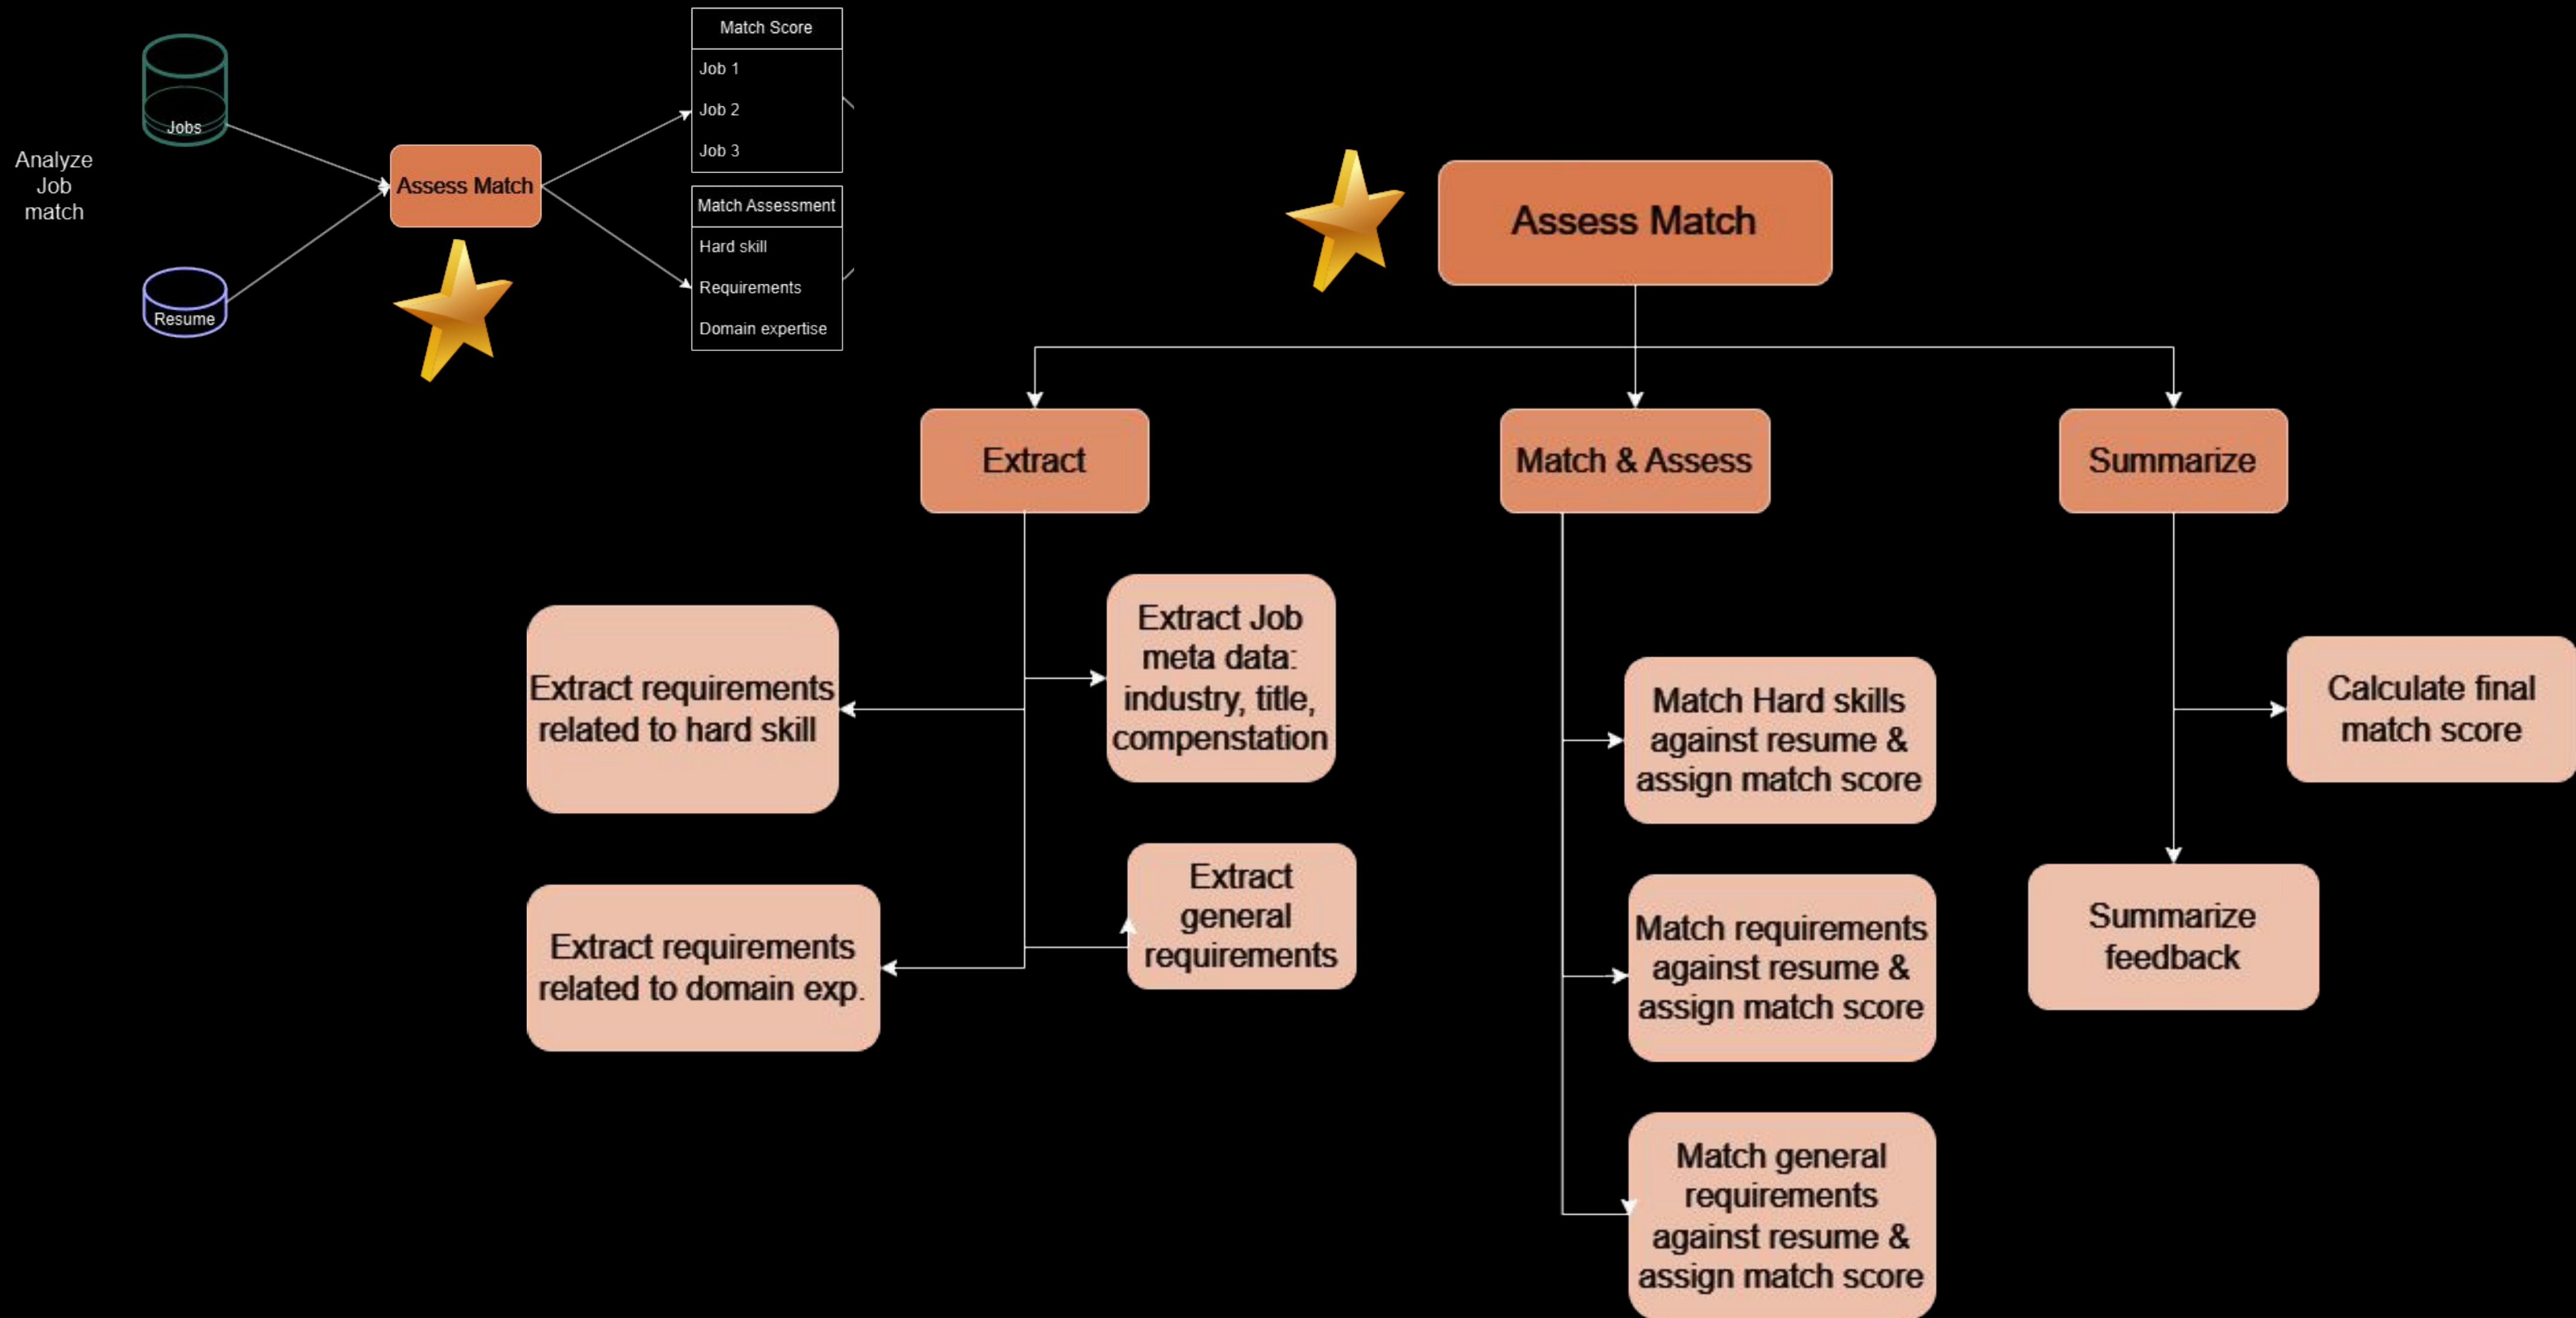 Analyze
Job
match
Jobs
Resume
Assess Match
Match Score
Job 1
Job 2
Job 3
Match Assessment
Hard skill
Requirements
Domain expertise
Assess Match
Extract
Match & Assess
Summarize
Extract requirements
related to hard skill
Extract Job
meta data:
industry, title,
compenstation
Extract requirements
related to domain exp.
Extract
general
requirements
Match Hard skills
against resume &
assign match score
Match requirements
against resume &
assign match score
Match general
requirements
against resume &
assign match score
Calculate final
match score
Summarize
feedback